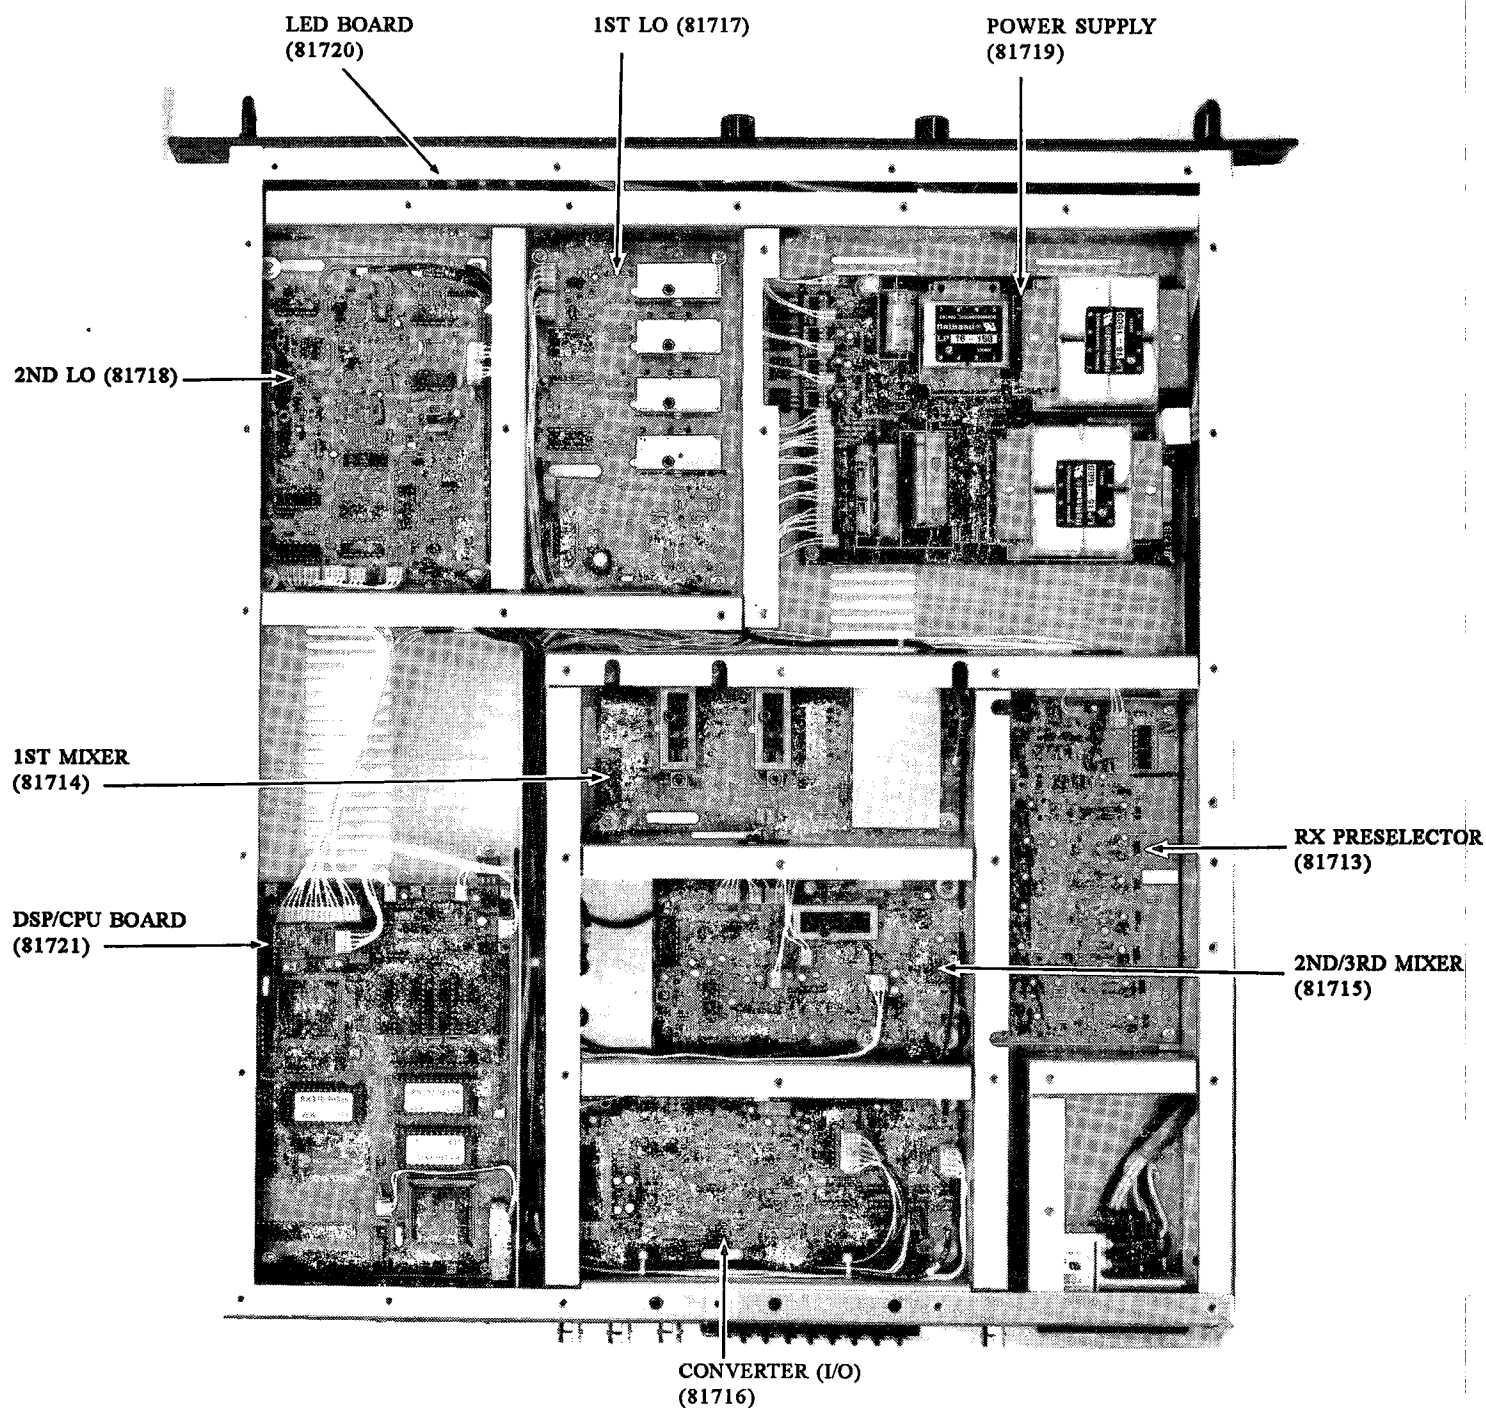 LED BOARD
(81720)
1ST LO (81717)
POWER SUPPLY
(81719)
2ND LO (81718)
1ST MIXER
(81714)
RX PRESELECTOR
(81713)
DSP/CPU BOARD
(81721)
2ND/3RD MIXER
(81715)
CONVERTER (I/O)
(81716)